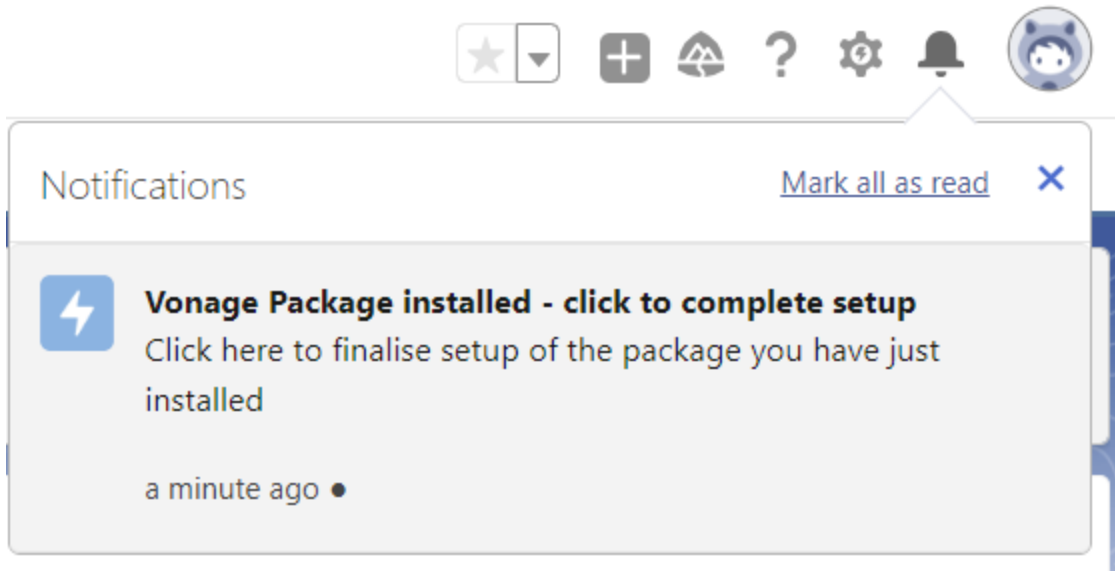 Notifications
Mark all as read
Vonage Package installed - click to complete setup
Click here to finalise setup of the package you have just
installed
a minute ago